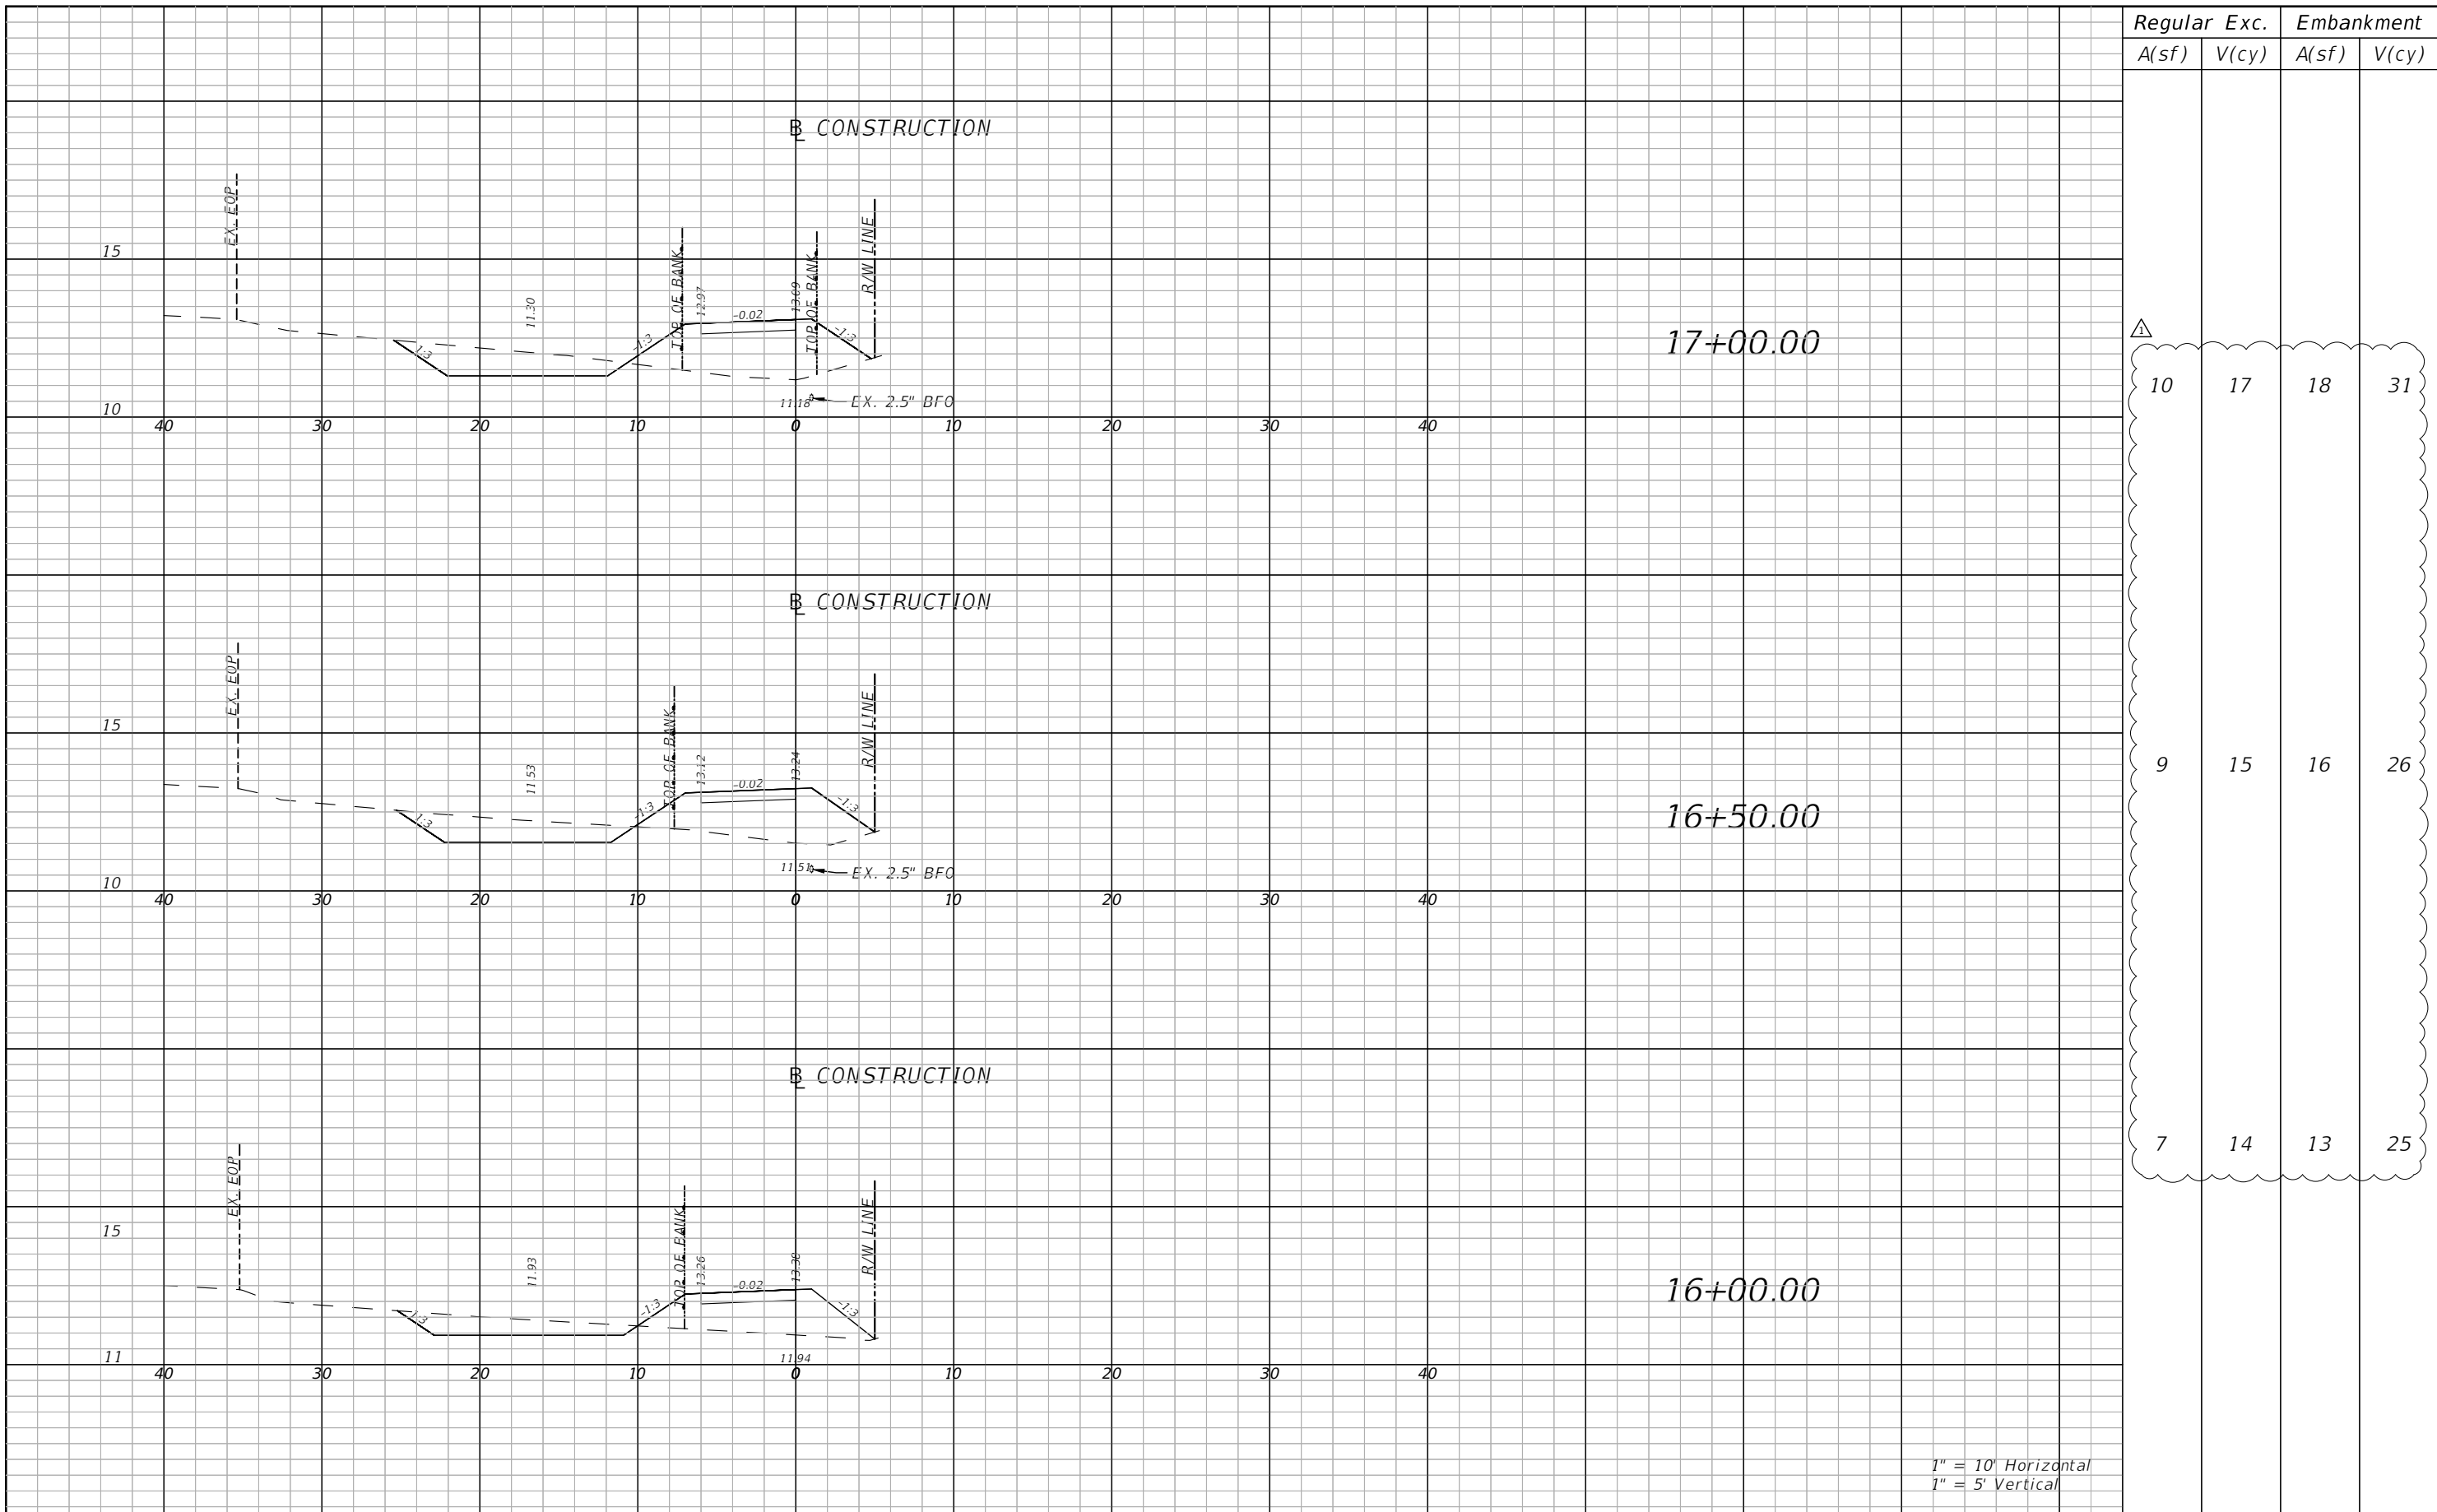 Regular Exc. Embankment
A(sf) V(cy) A(sf) V(cy)
℄ CONSTRUCTION
EX. EOP
TOP OF BANK
TOP OF BANK
R/W LINE
15
11.30
12.97
-0.02
13.09
1:3
-1:3
-1:3
17+00.00
1
10 17 18 31
11.18
EX. 2.5" BFO
10
40 30 20 10 0 10 20 30 40
B CONSTRUCTION
EX. EOP
TOP OF BANK
R/W LINE
15
11.53
13.12
-0.02
13.24
1:3
-1:3
-1:3
16+50.00
9 15 16 26
11.51
EX. 2.5" BFO
10
40 30 20 10 0 10 20 30 40
B CONSTRUCTION
7 14 13 25
EX. EOP
TOP OF BANK
R/W LINE
15
11.93
13.26
-0.02
13.38
1:3
-1:3
-1:3
16+00.00
11.94
11
40 30 20 10 0 10 20 30 40
1" = 10' Horizontal
1" = 5' Vertical